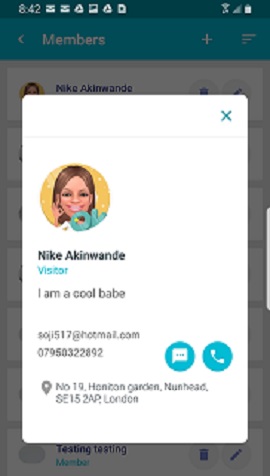 8:42
Members
Nike Akinwande
Nike Akinwande
Visitor
I am a cool babe
soji517@hotmail.com
07958322892
No 19, Honiton garden, Nunhead,
SE15 2AP, London
Testing testing
Member